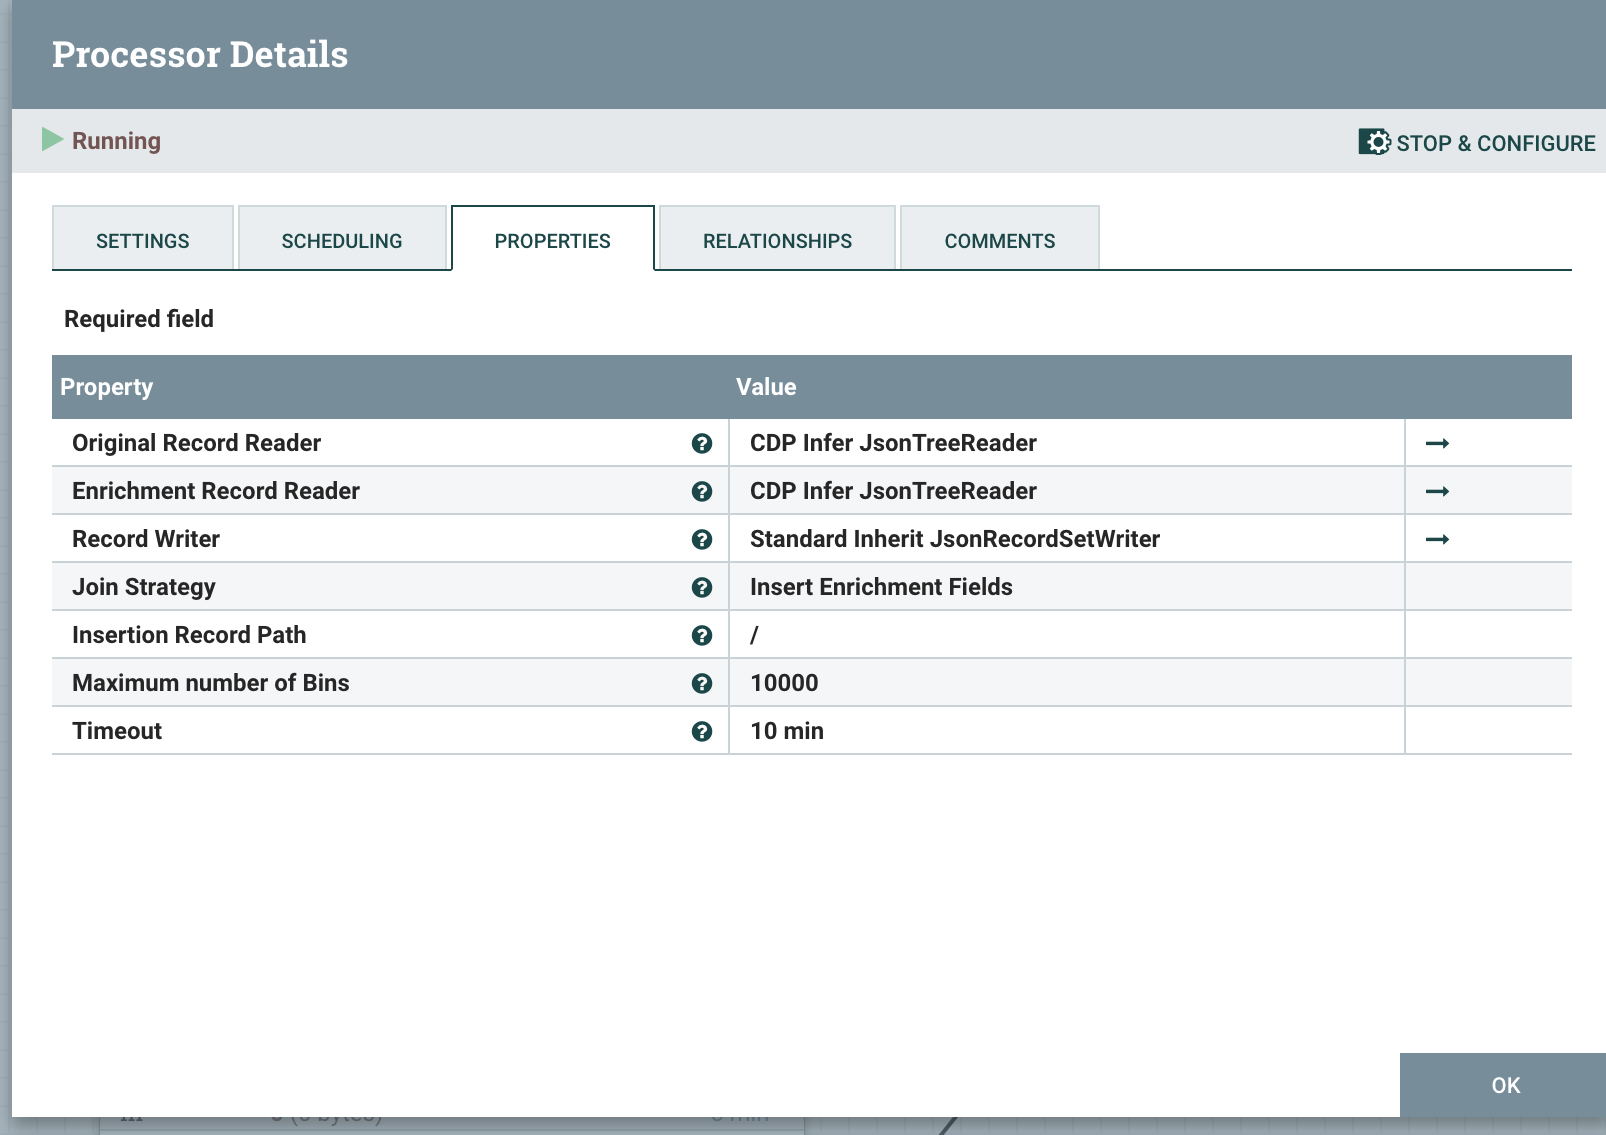 Processor Details
Running
STOP & CONFIGURE
SETTINGS SCHEDULING PROPERTIES RELATIONSHIPS COMMENTS
Required field
Property Value
Original Record Reader ? CDP Infer JsonTreeReader
Enrichment Record Reader ? CDP Infer JsonTreeReader
Record Writer ? Standard Inherit JsonRecordSetWriter
Join Strategy ? Insert Enrichment Fields
Insertion Record Path ? /
Maximum number of Bins ? 10000
Timeout ? 10 min
OK